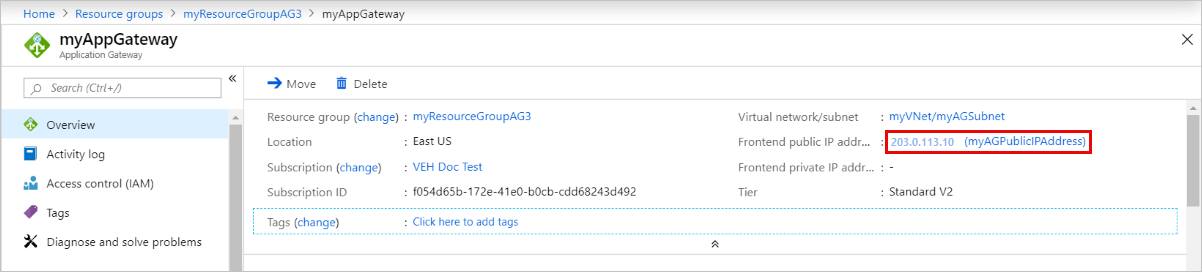 Home > Resource groups > myResourceGroupAG3 > myAppGateway
myAppGateway
Application Gateway
Search (Ctrl+/)
«
Overview
Activity log
Access control (IAM)
Tags
Diagnose and solve problems
Move Delete
Resource group (change) : myResourceGroupAG3
Location : East US
Subscription (change) : VEH Doc Test
Subscription ID : f054d65b-172e-41e0-b0cb-cdd68243d492
Virtual network/subnet : myVNet/myAGSubnet
Frontend public IP addr... : 203.0.113.10 (myAGPublicIPAddress)
Frontend private IP addr... : -
Tier : Standard V2
Tags (change) : Click here to add tags